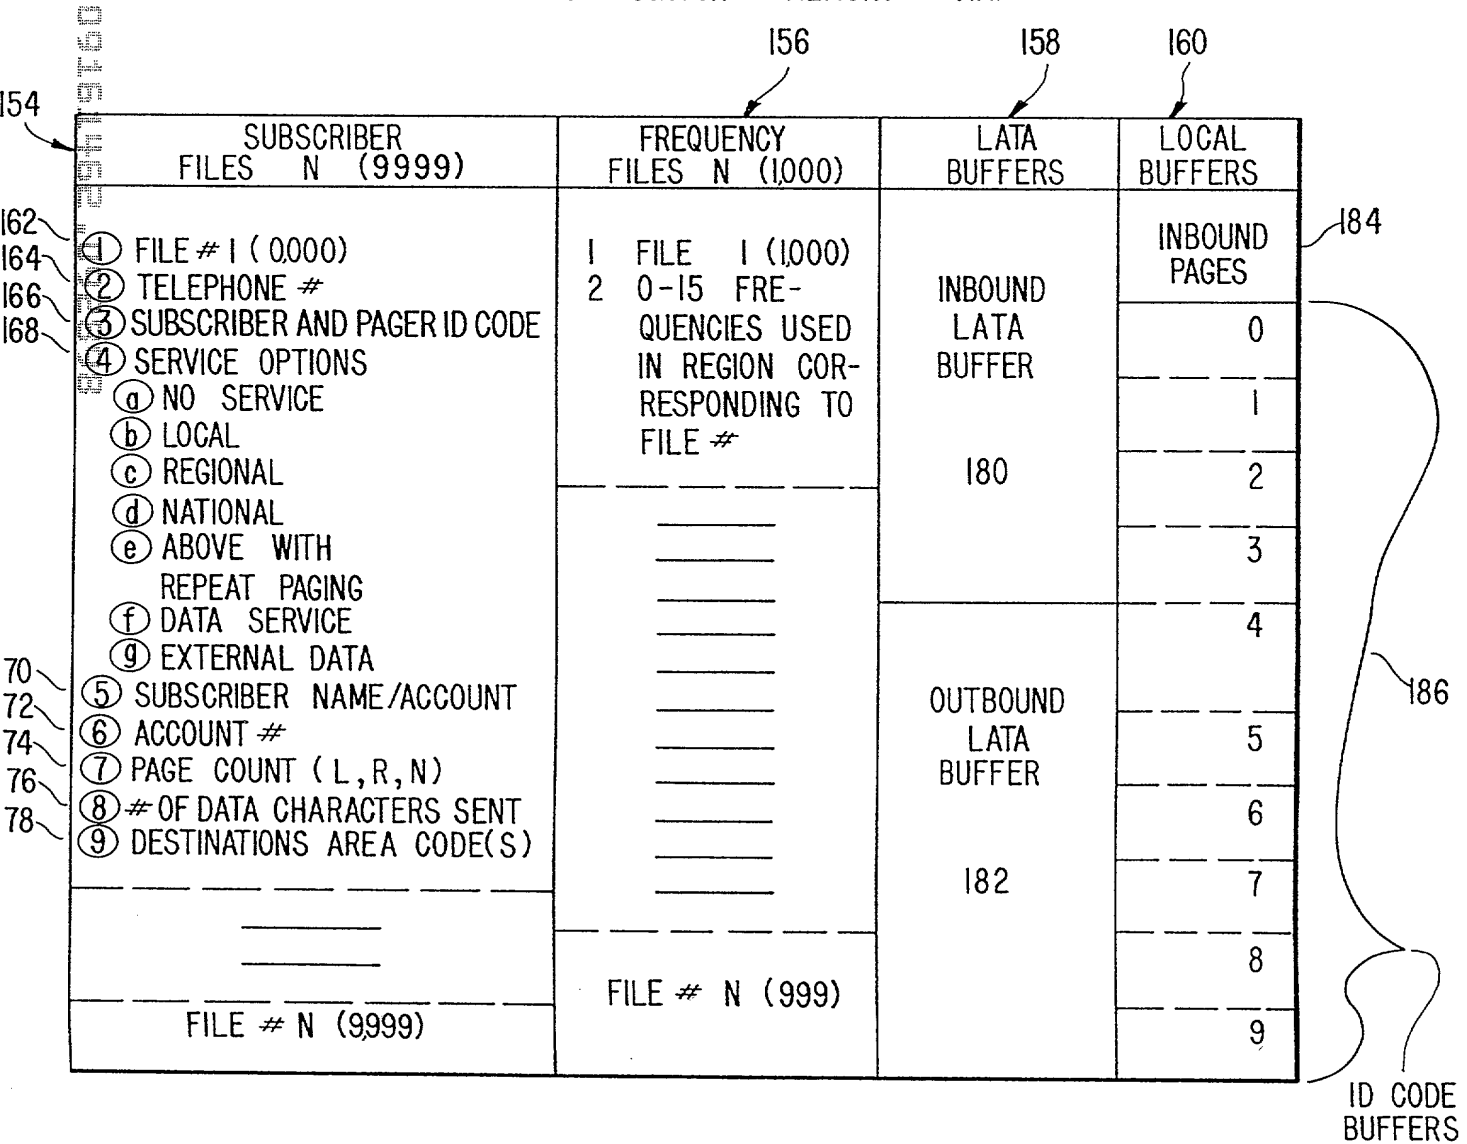 156
158
160
154
SUBSCRIBER
FILES N (9999)
FREQUENCY
FILES N (1,000)
LATA
BUFFERS
LOCAL
BUFFERS
162
① FILE # 1 (0,000)
164
② TELEPHONE #
166
③ SUBSCRIBER AND PAGER ID CODE
168
④ SERVICE OPTIONS
ⓐ NO SERVICE
ⓑ LOCAL
ⓒ REGIONAL
ⓓ NATIONAL
ⓔ ABOVE WITH
REPEAT PAGING
ⓕ DATA SERVICE
ⓖ EXTERNAL DATA
70
⑤ SUBSCRIBER NAME/ACCOUNT
72
⑥ ACCOUNT #
74
⑦ PAGE COUNT (L,R,N)
76
⑧ # OF DATA CHARACTERS SENT
78
⑨ DESTINATIONS AREA CODE(S)
FILE # N (9,999)
1 FILE 1 (1,000)
2 0-15 FRE-
QUENCIES USED
IN REGION COR-
RESPONDING TO
FILE #
FILE # N (999)
INBOUND
LATA
BUFFER
180
OUTBOUND
LATA
BUFFER
182
INBOUND
PAGES
184
0
1
2
3
4
5
6
7
8
9
186
ID CODE
BUFFERS